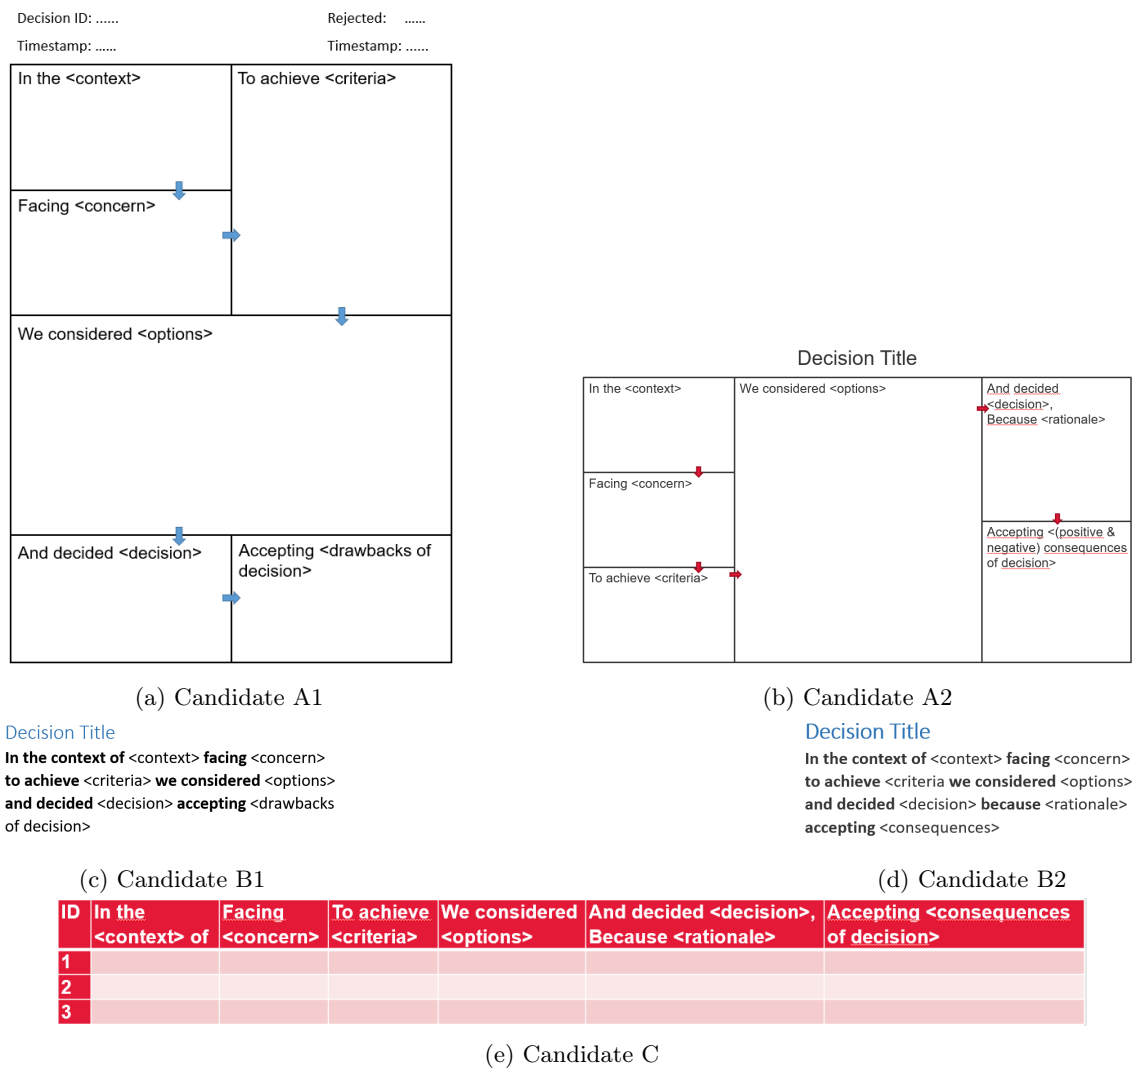 Decision ID: ......
Rejected: ......
Timestamp: ......
Timestamp: ......
In the <context>
To achieve <criteria>
Facing <concern>
We considered <options>
And decided <decision>
Accepting <drawbacks of
decision>
(a) Candidate A1
Decision Title
In the <context>
Facing <concern>
To achieve <criteria>
We considered <options>
And decided
<decision>,
Because <rationale>
Accepting <(positive &
negative) consequences
of decision>
(b) Candidate A2
Decision Title
In the context of <context> facing <concern>
to achieve <criteria> we considered <options>
and decided <decision> accepting <drawbacks
of decision>
(c) Candidate B1
Decision Title
In the context of <context> facing <concern>
to achieve <criteria we considered <options>
and decided <decision> because <rationale>
accepting <consequences>
(d) Candidate B2
ID
In the
<context> of
Facing
<concern>
To achieve
<criteria>
We considered
<options>
And decided <decision>,
Because <rationale>
Accepting <consequences
of decision>
1
2
3
(e) Candidate C